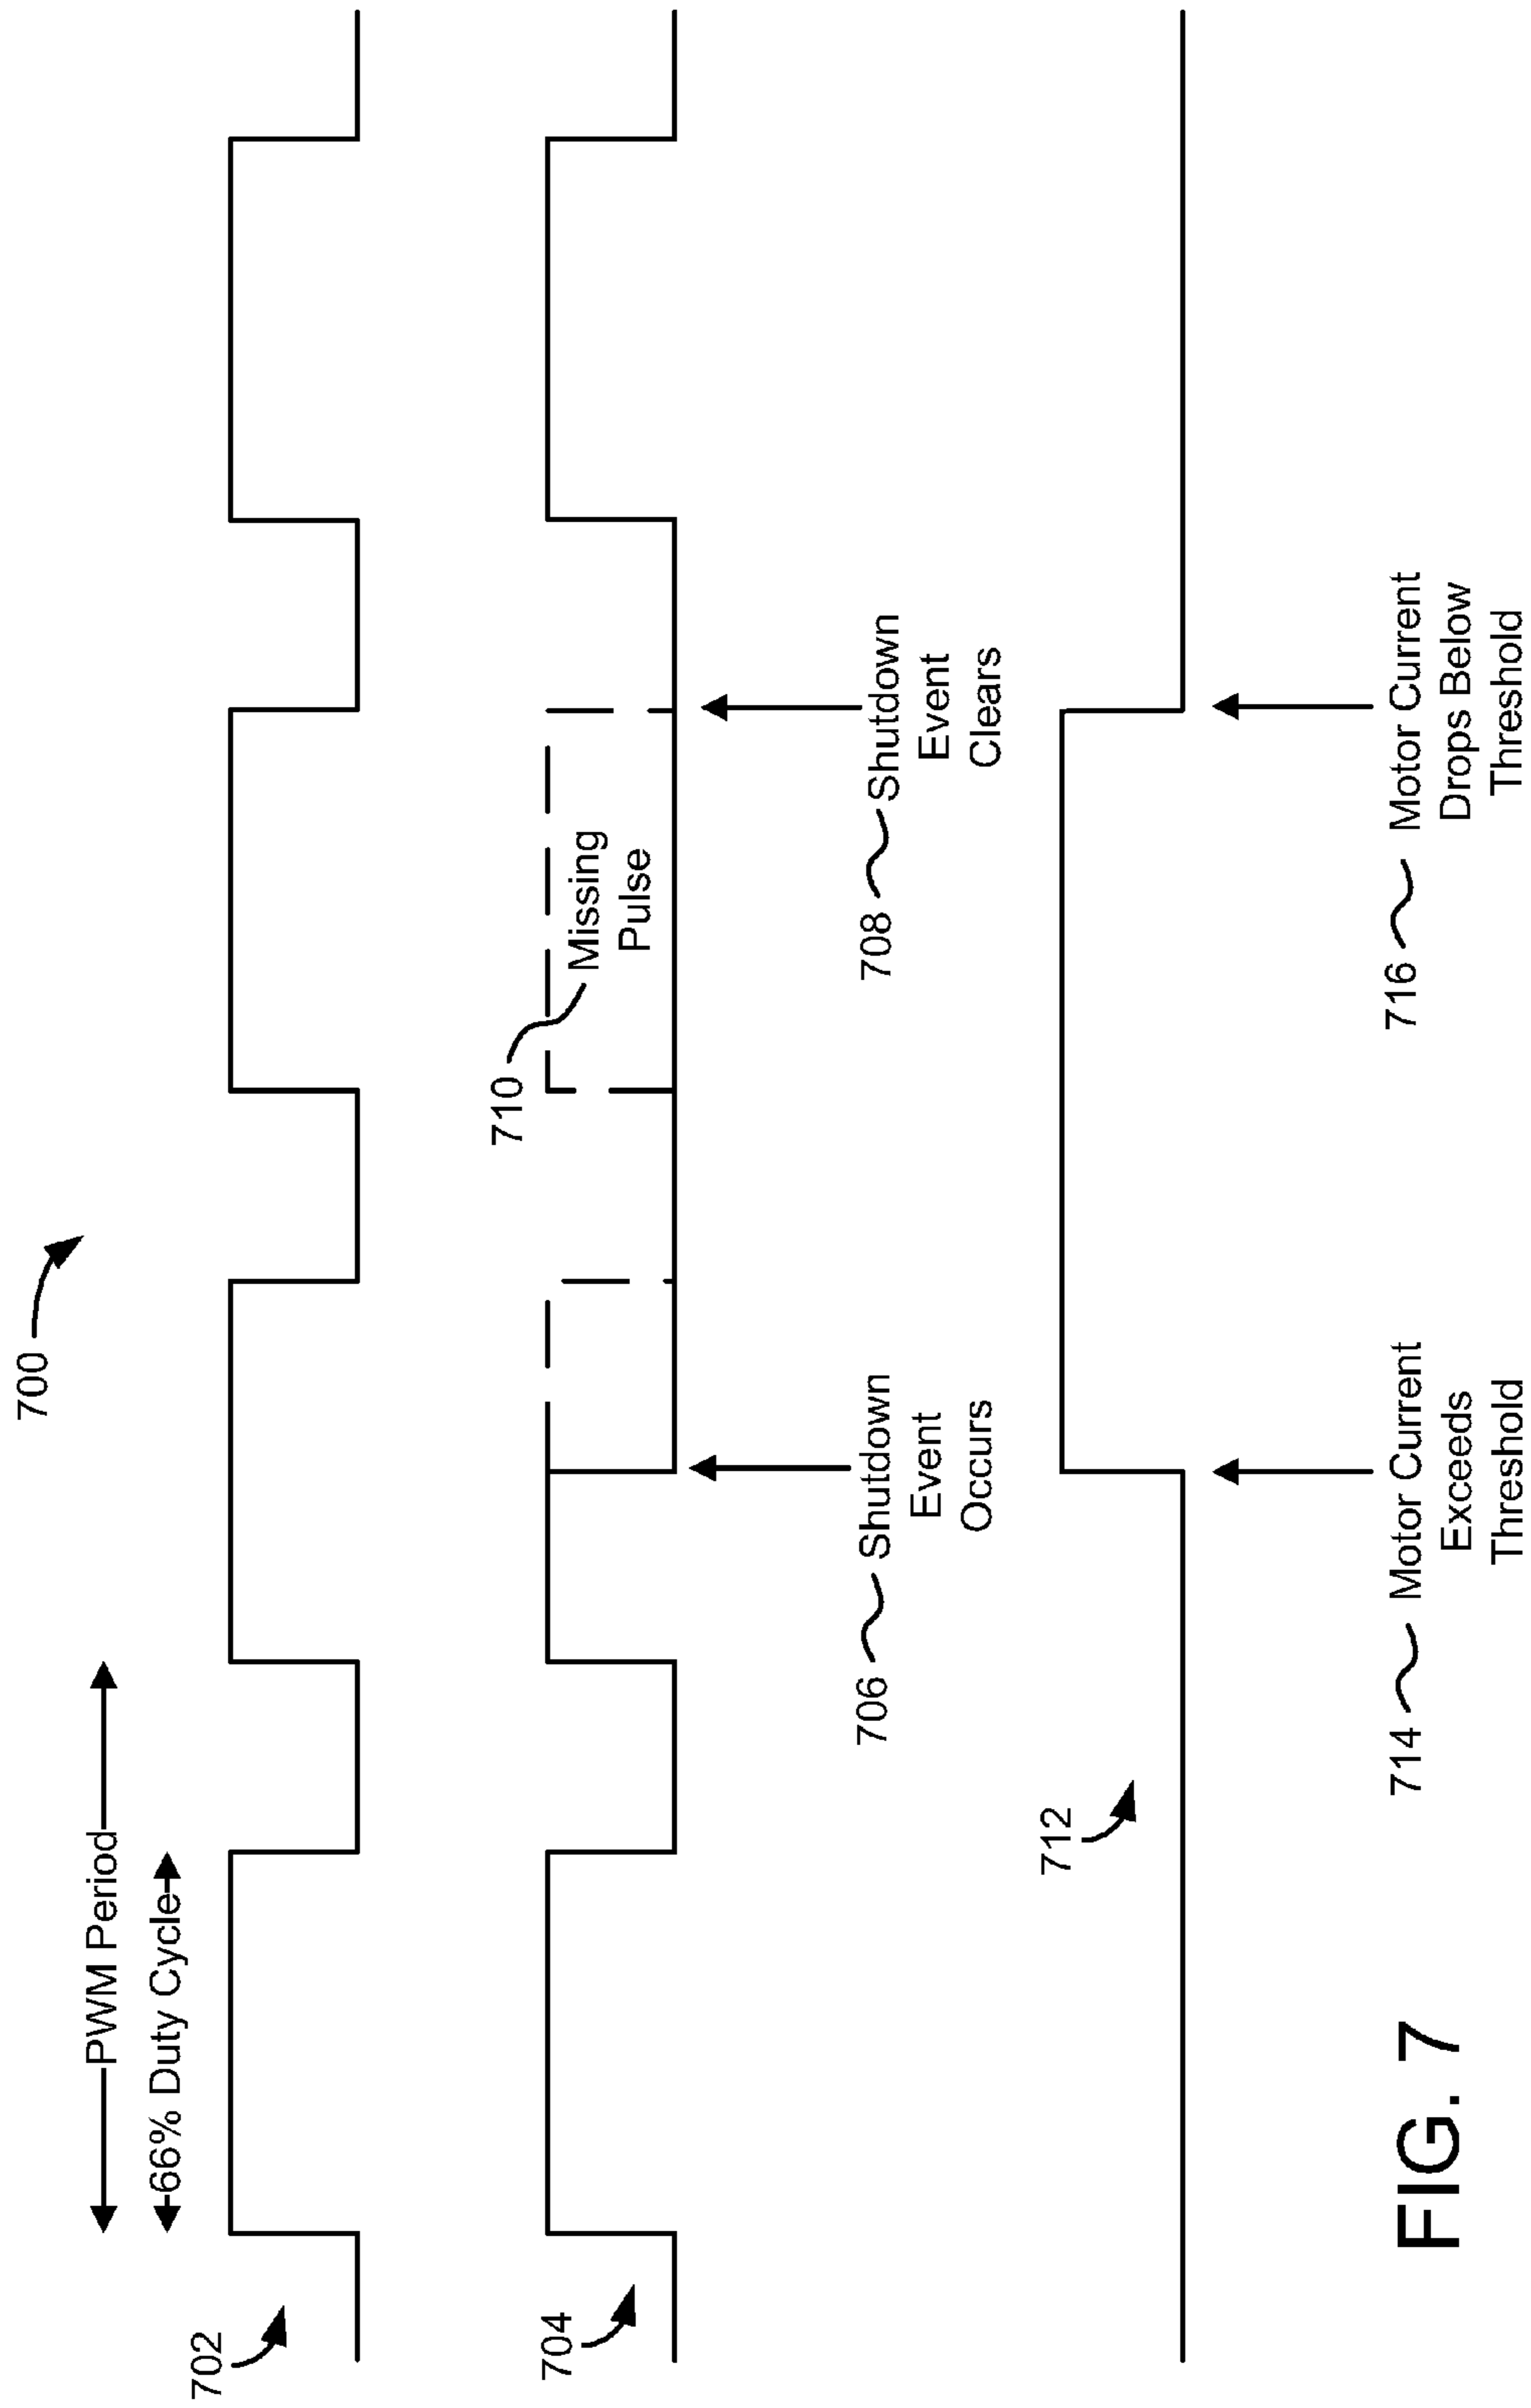 700
PWM Period
66% Duty Cycle
702
704
710
Missing
Pulse
706
Shutdown
Event
Occurs
708
Shutdown
Event
Clears
712
714
Motor Current
Exceeds
Threshold
716
Motor Current
Drops Below
Threshold
FIG. 7